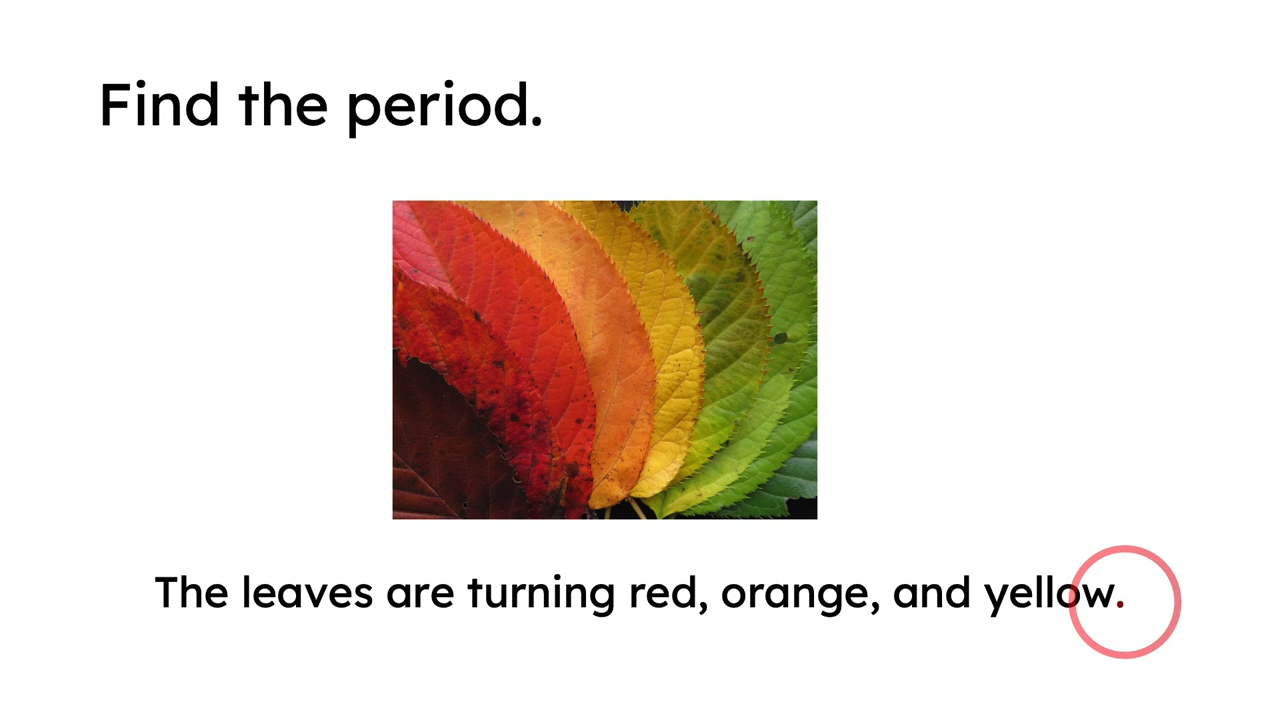 Find the period.
The leaves are turning red, orange, and yellow.